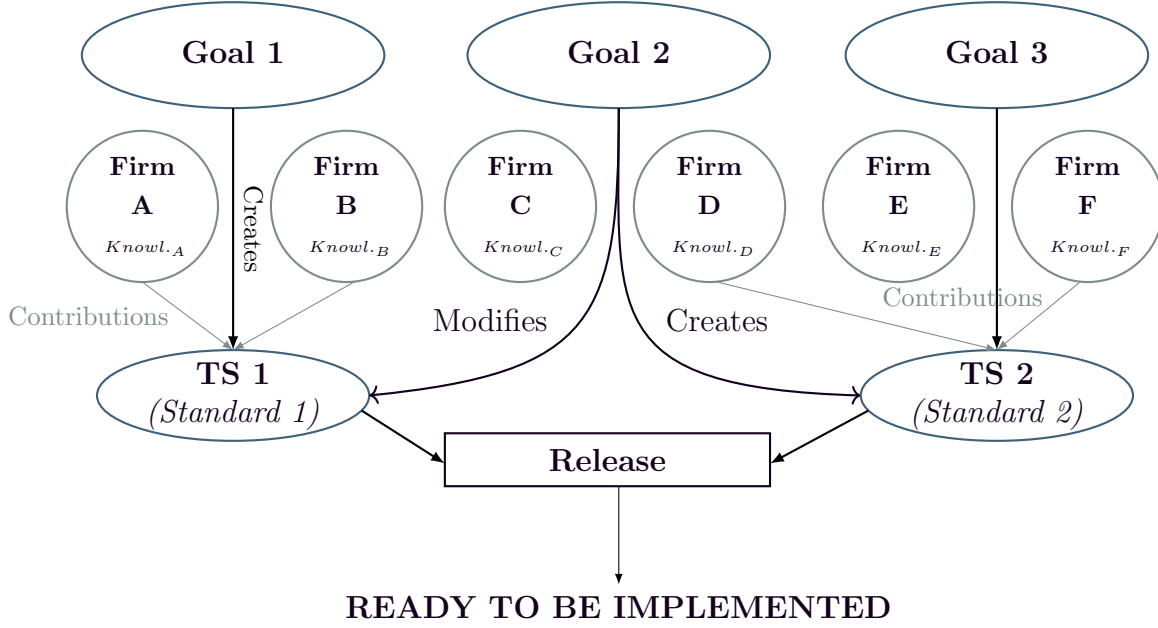 Goal 1
Goal 2
Goal 3
Firm
A
Knowl.A
Firm
B
Knowl.B
Firm
C
Knowl.C
Firm
D
Knowl.D
Firm
E
Knowl.E
Firm
F
Knowl.F
Creates
Contributions
Modifies
Creates
Contributions
TS 1
(Standard 1)
TS 2
(Standard 2)
Release
READY TO BE IMPLEMENTED